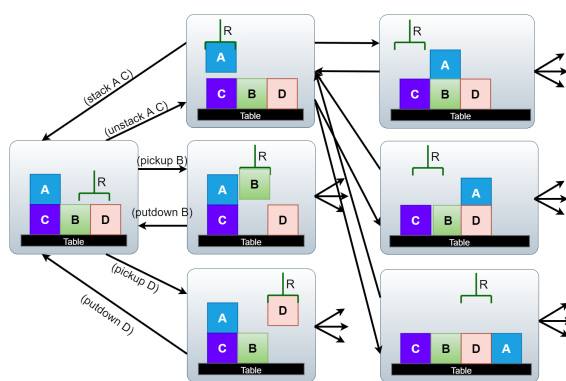 R
A
C B D
Table
R
A
C B D
Table
(stack A C)
(unstack A C)
R
A
C B D
Table
(pickup B)
(putdown B)
R
A B
C D
Table
R
A
C B D
Table
(pickup D)
(putdown D)
R
D
A
C B
Table
R
C B D A
Table